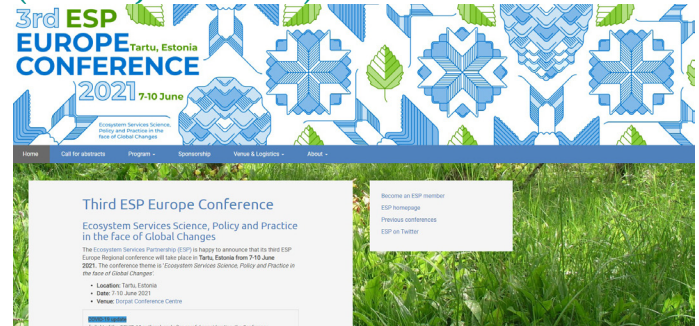 3rd ESP
EUROPE Tartu, Estonia
CONFERENCE
2021 7-10 June
Ecosystem Services Science,
Policy and Practice in the
face of Global Changes
Home Call for abstracts Program Sponsorship Venue & Logistics About
Third ESP Europe Conference
Ecosystem Services Science, Policy and Practice
in the face of Global Changes
The Ecosystem Services Partnership (ESP) is happy to announce that its third ESP
Europe Regional conference will take place in Tartu, Estonia from 7-10 June
2021. The conference theme is 'Ecosystem Services Science, Policy and Practice in
the face of Global Changes'.
Location: Tartu, Estonia
Date: 7-10 June 2021
Venue: Dorpat Conference Centre
COVID-19 update
Become an ESP member
ESP homepage
Previous conferences
ESP on Twitter